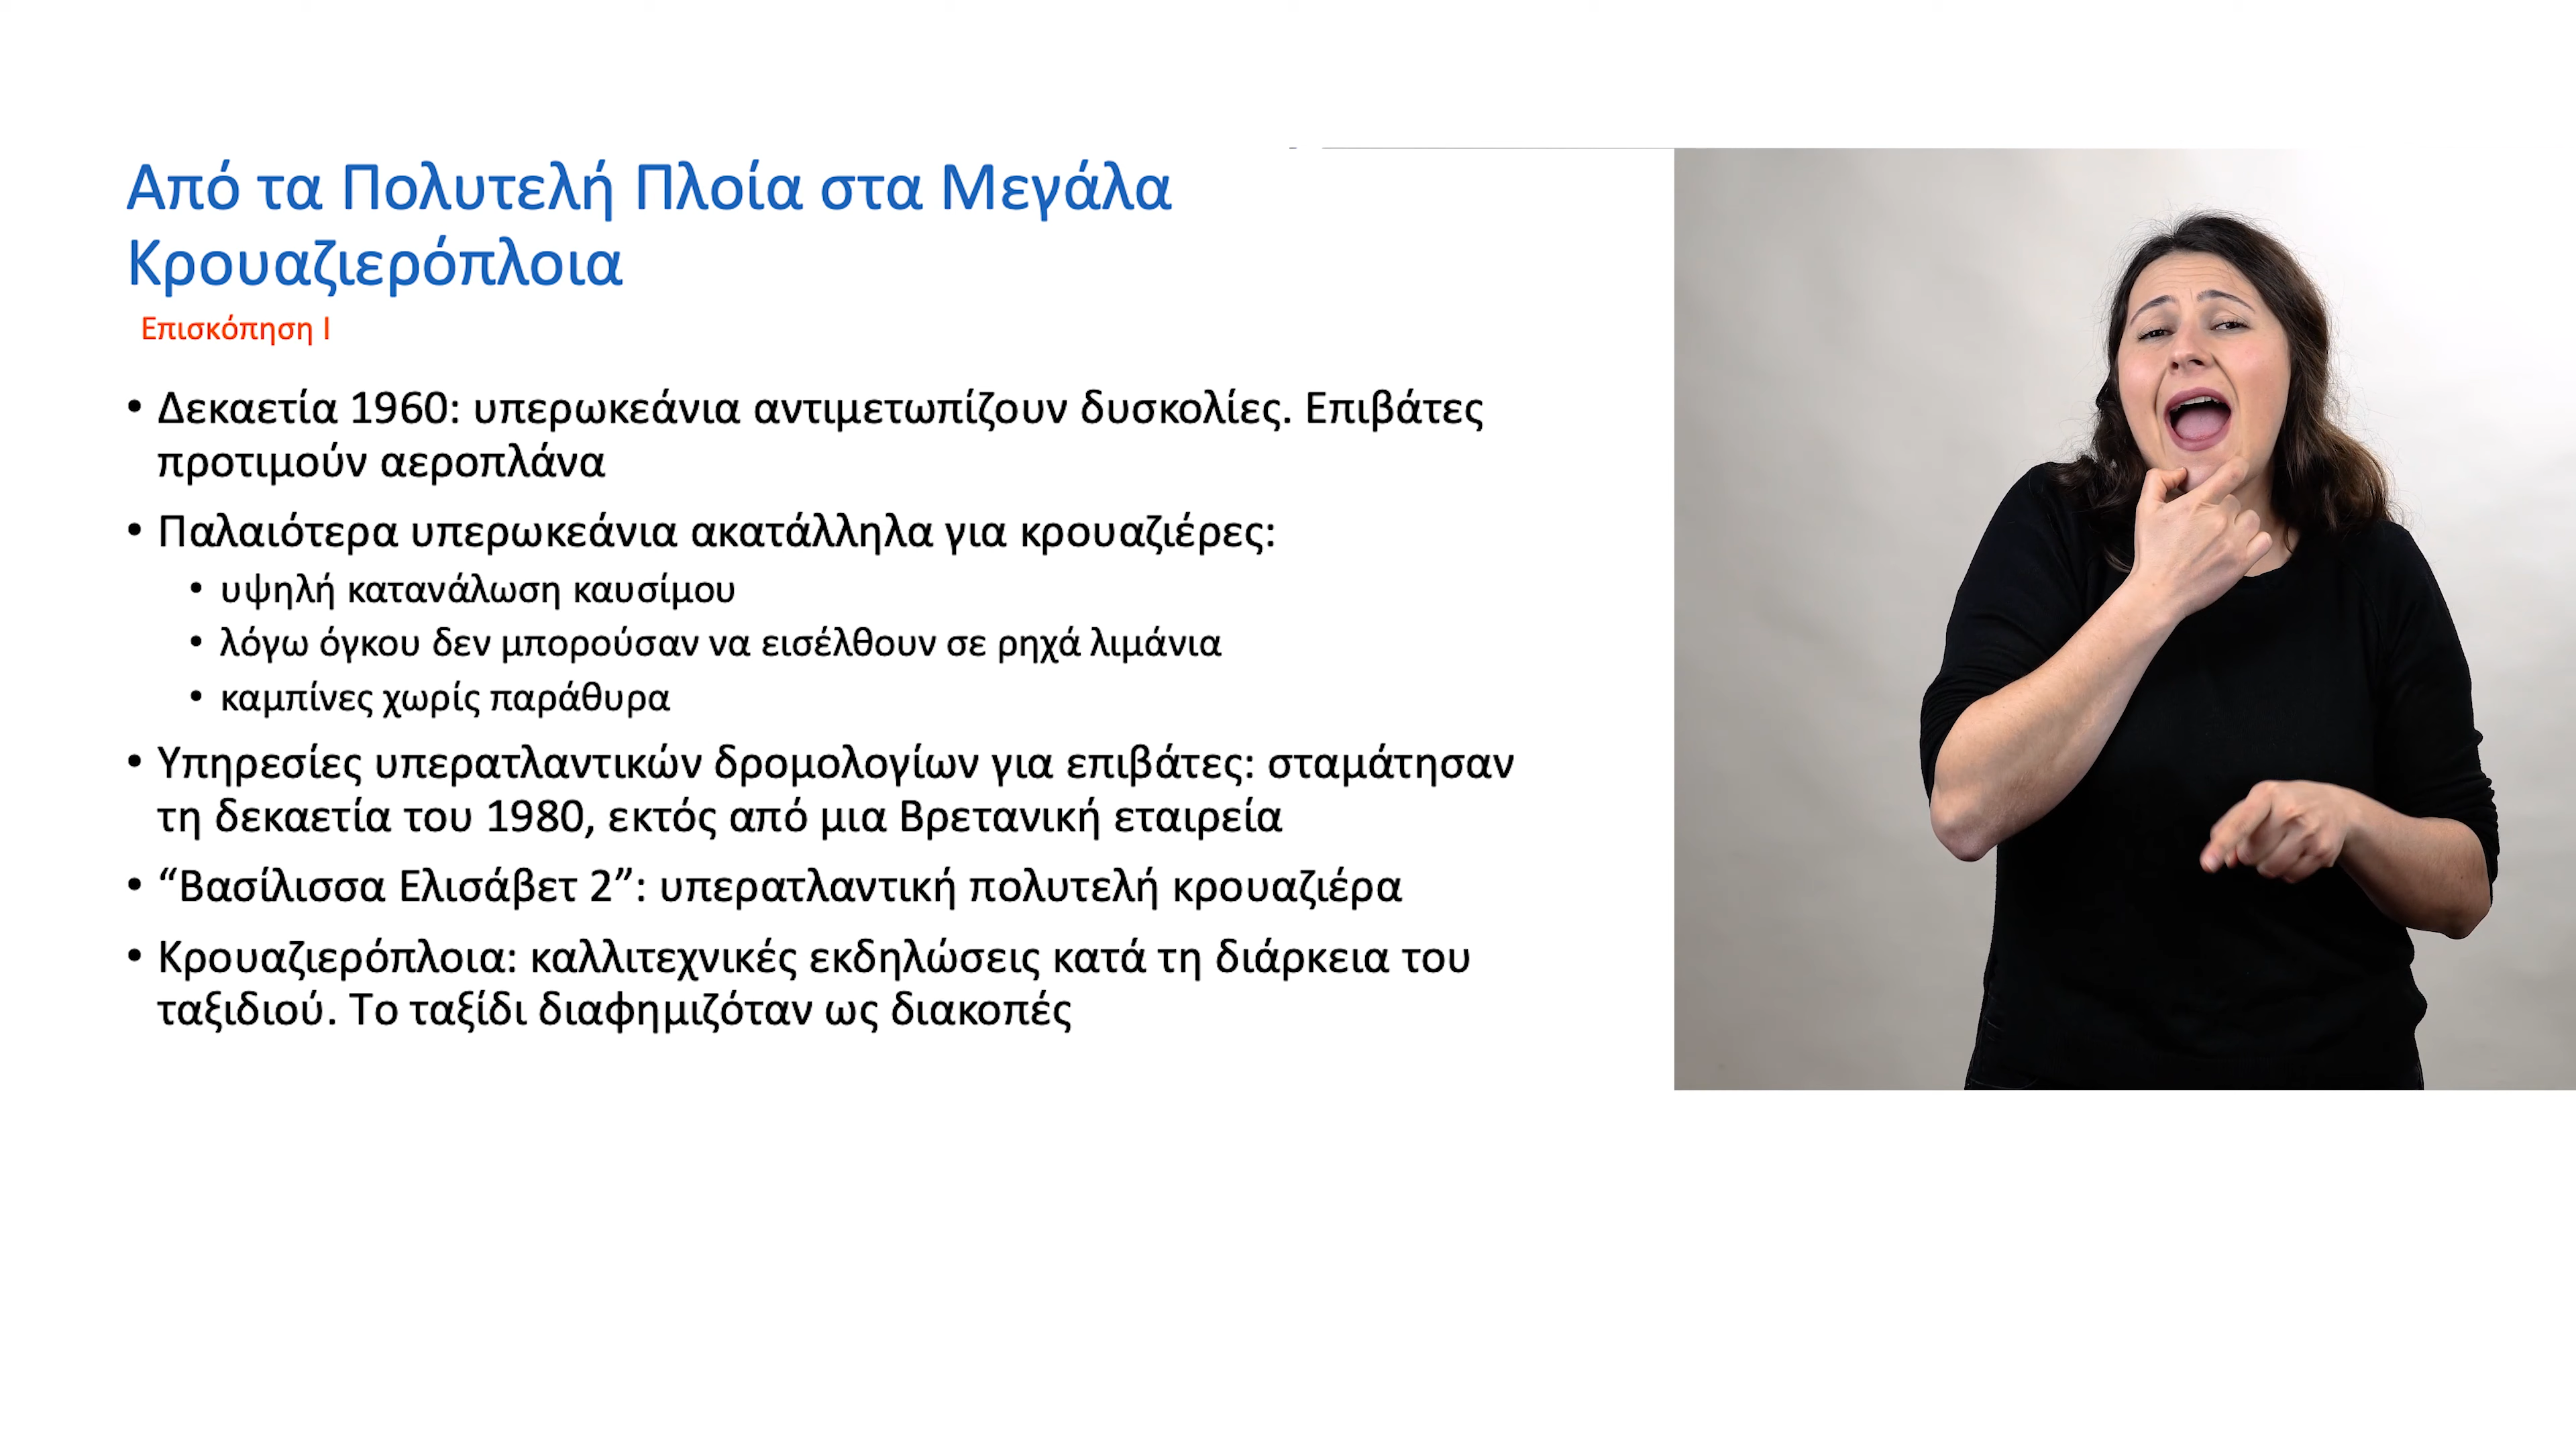 Από τα Πολυτελή Πλοία στα Μεγάλα
Κρουαζιερόπλοια
Επισκόπηση Ι
• Δεκαετία 1960: υπερωκεάνια αντιμετωπίζουν δυσκολίες. Επιβάτες
προτιμούν αεροπλάνα
• Παλαιότερα υπερωκεάνια ακατάλληλα για κρουαζιέρες:
• υψηλή κατανάλωση καυσίμου
• λόγω όγκου δεν μπορούσαν να εισέλθουν σε ρηχά λιμάνια
• καμπίνες χωρίς παράθυρα
• Υπηρεσίες υπερατλαντικών δρομολογίων για επιβάτες: σταμάτησαν
τη δεκαετία του 1980, εκτός από μια Βρετανική εταιρεία
• “Βασίλισσα Ελισάβετ 2”: υπερατλαντική πολυτελή κρουαζιέρα
• Κρουαζιερόπλοια: καλλιτεχνικές εκδηλώσεις κατά τη διάρκεια του
ταξιδιού. Το ταξίδι διαφημιζόταν ως διακοπές